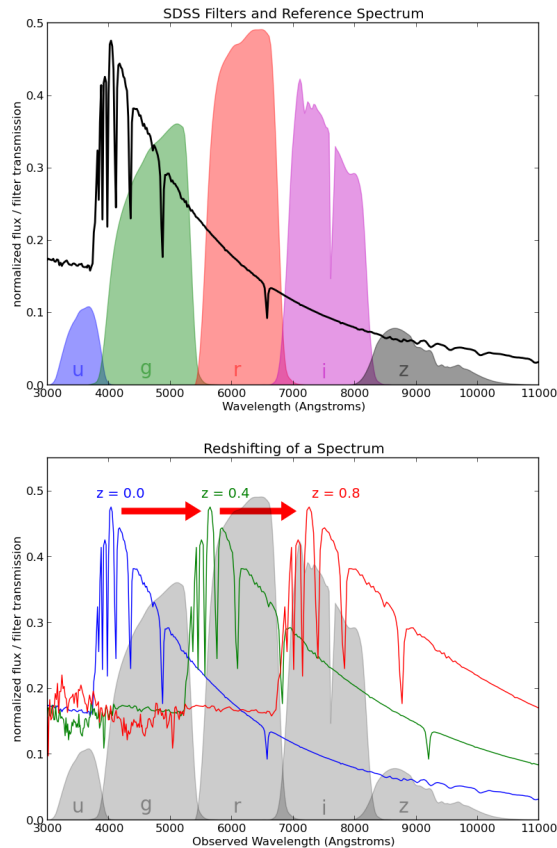 SDSS Filters and Reference Spectrum
normalized flux / filter transmission
0.5
0.4
0.3
0.2
0.1
0.0
u g r i z
3000 4000 5000 6000 7000 8000 9000 10000 11000
Wavelength (Angstroms)
Redshifting of a Spectrum
normalized flux / filter transmission
0.5
0.4
0.3
0.2
0.1
0.0
z = 0.0 z = 0.4 z = 0.8
u g r i z
3000 4000 5000 6000 7000 8000 9000 10000 11000
Observed Wavelength (Angstroms)